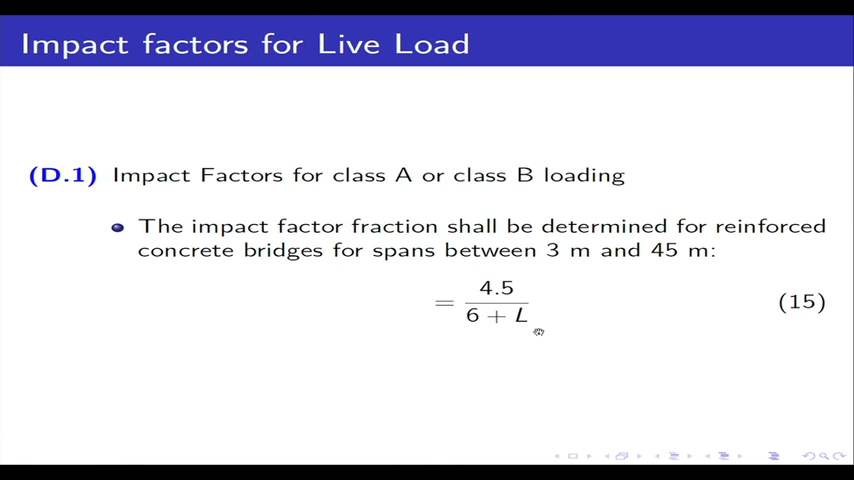 Impact factors for Live Load
(D.1) Impact Factors for class A or class B loading
The impact factor fraction shall be determined for reinforced
concrete bridges for spans between 3 m and 45 m:
= 4.5 / 6 + L (15)